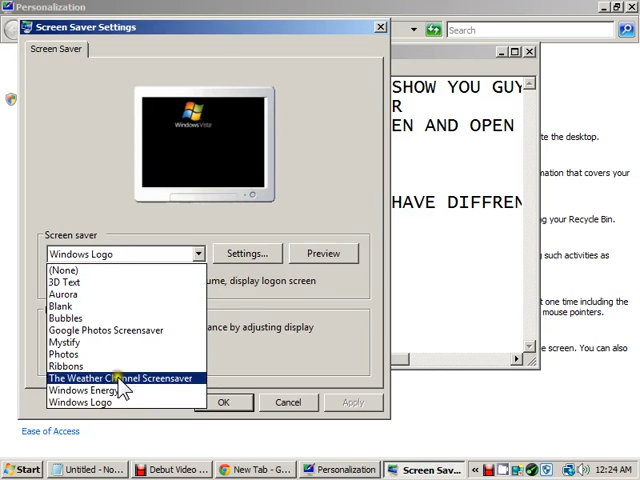 Personalization
Screen Saver Settings
Screen Saver
Search
Windows Vista
SHOW YOU GUY
R
EN AND OPEN
HAVE DIFFREN
te the desktop.
mation that covers your
ng your Recycle Bin.
g such activities as
t one time including the
mouse pointers.
e screen. You can also
Screen saver
Windows Logo
Settings...
Preview
(None)
3D Text
Aurora
Blank
Bubbles
Google Photos Screensaver
Mystify
Photos
Ribbons
The Weather Channel Screensaver
Windows Energy
Windows Logo
ume, display logon screen
ance by adjusting display
OK
Cancel
Apply
Ease of Access
Start
Untitled - No...
Debut Video ...
New Tab - G...
Personalization
Screen Sav...
12:24 AM